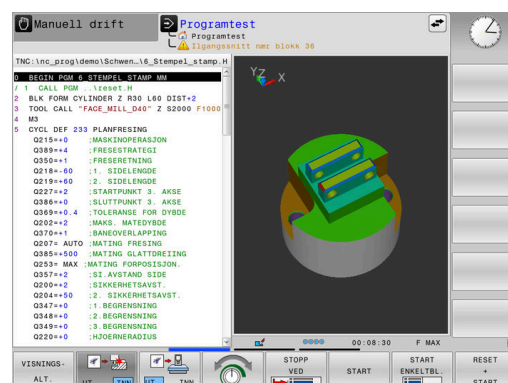 Manuell drift
Programtest
Programtest
Ilgangssnitt nær blokk 36
TNC:\nc_prog\demo\Schwen...\6_Stempel_stamp.H
0 BEGIN PGM 6_STEMPEL_STAMP MM
/ 1 CALL PGM ..\reset.H
2 BLK FORM CYLINDER Z R30 L60 DIST+2
3 TOOL CALL "FACE_MILL_D40" Z S2000 F1000
4 M3
5 CYCL DEF 233 PLANFRESING
Q215=+0 ;MASKINOPERASJON
Q389=+4 ;FRESESTRATEGI
Q350=+1 ;FRESERETNING
Q218=-60 ;1. SIDELENGDE
Q219=+60 ;2. SIDELENGDE
Q227=+2 ;STARTPUNKT 3. AKSE
Q386=+0 ;SLUTTPUNKT 3. AKSE
Q369=+0.4 ;TOLERANSE FOR DYBDE
Q202=+2 ;MAKS. MATEDYBDE
Q370=+1 ;BANEOVERLAPPING
Q207= AUTO ;MATING FRESING
Q385=+500 ;MATING GLATTDREIING
Q253= MAX ;MATING FORPOSISJON.
Q357=+2 ;SI.AVSTAND SIDE
Q200=+2 ;SIKKERHETSAVST.
Q204=+50 ;2. SIKKERHETSAVST.
Q347=+0 ;1.BEGRENSNING
Q348=+0 ;2.BEGRENSNING
Q349=+0 ;3.BEGRENSNING
Q220=+0 ;HJOERNERADIUS
YZ X
00:08:30 F MAX
VISNINGS-
ALT.
UT INN
UT INN
STOPP
VED
START
START
ENKELTBL.
RESET
+
START